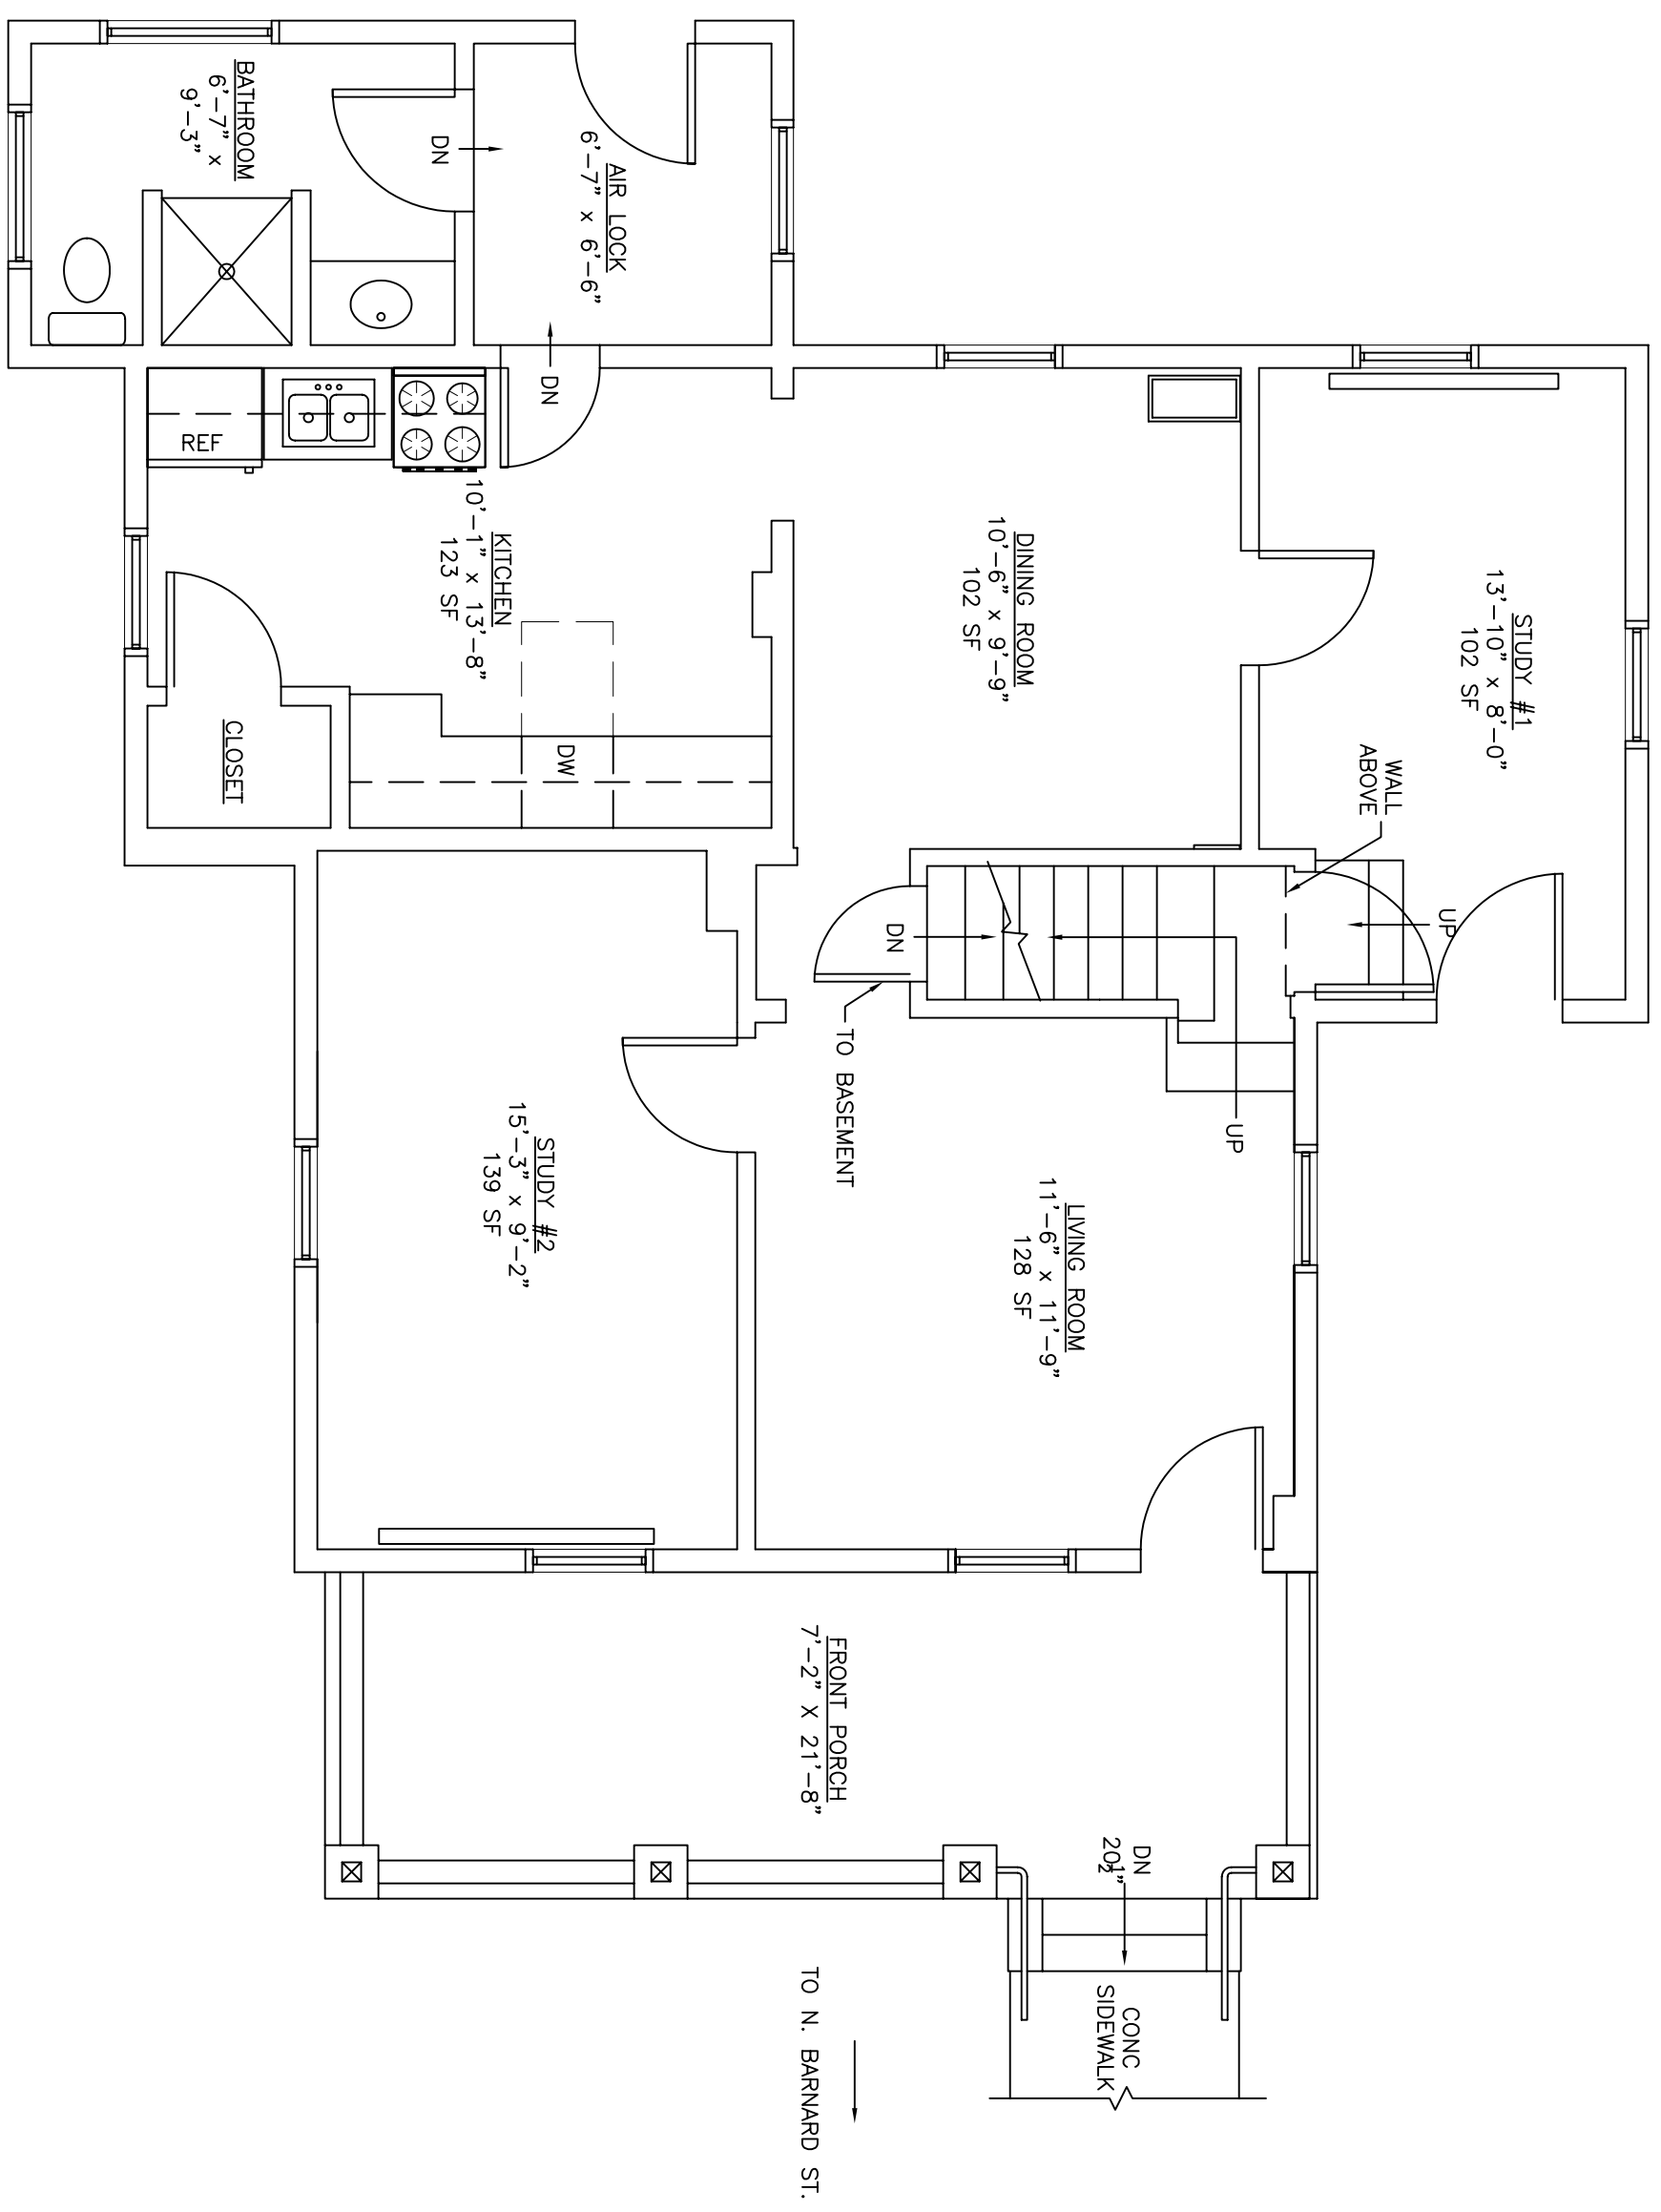 STUDY #1
13'-10" x 8'-0"
102 SF
WALL
ABOVE
UP
DINING ROOM
10'-6" x 9'-9"
102 SF
AIR LOCK
6'-7" x 6'-6"
DN
DN
BATHROOM
6'-7" x
9'-3"
KITCHEN
10'-1" x 13'-8"
123 SF
REF
DW
CLOSET
DN
TO BASEMENT
UP
LIVING ROOM
11'-6" x 11'-9"
128 SF
STUDY #2
15'-3" x 9'-2"
139 SF
FRONT PORCH
7'-2" X 21'-8"
DN
CONC
SIDEWALK
TO N. BARNARD ST.